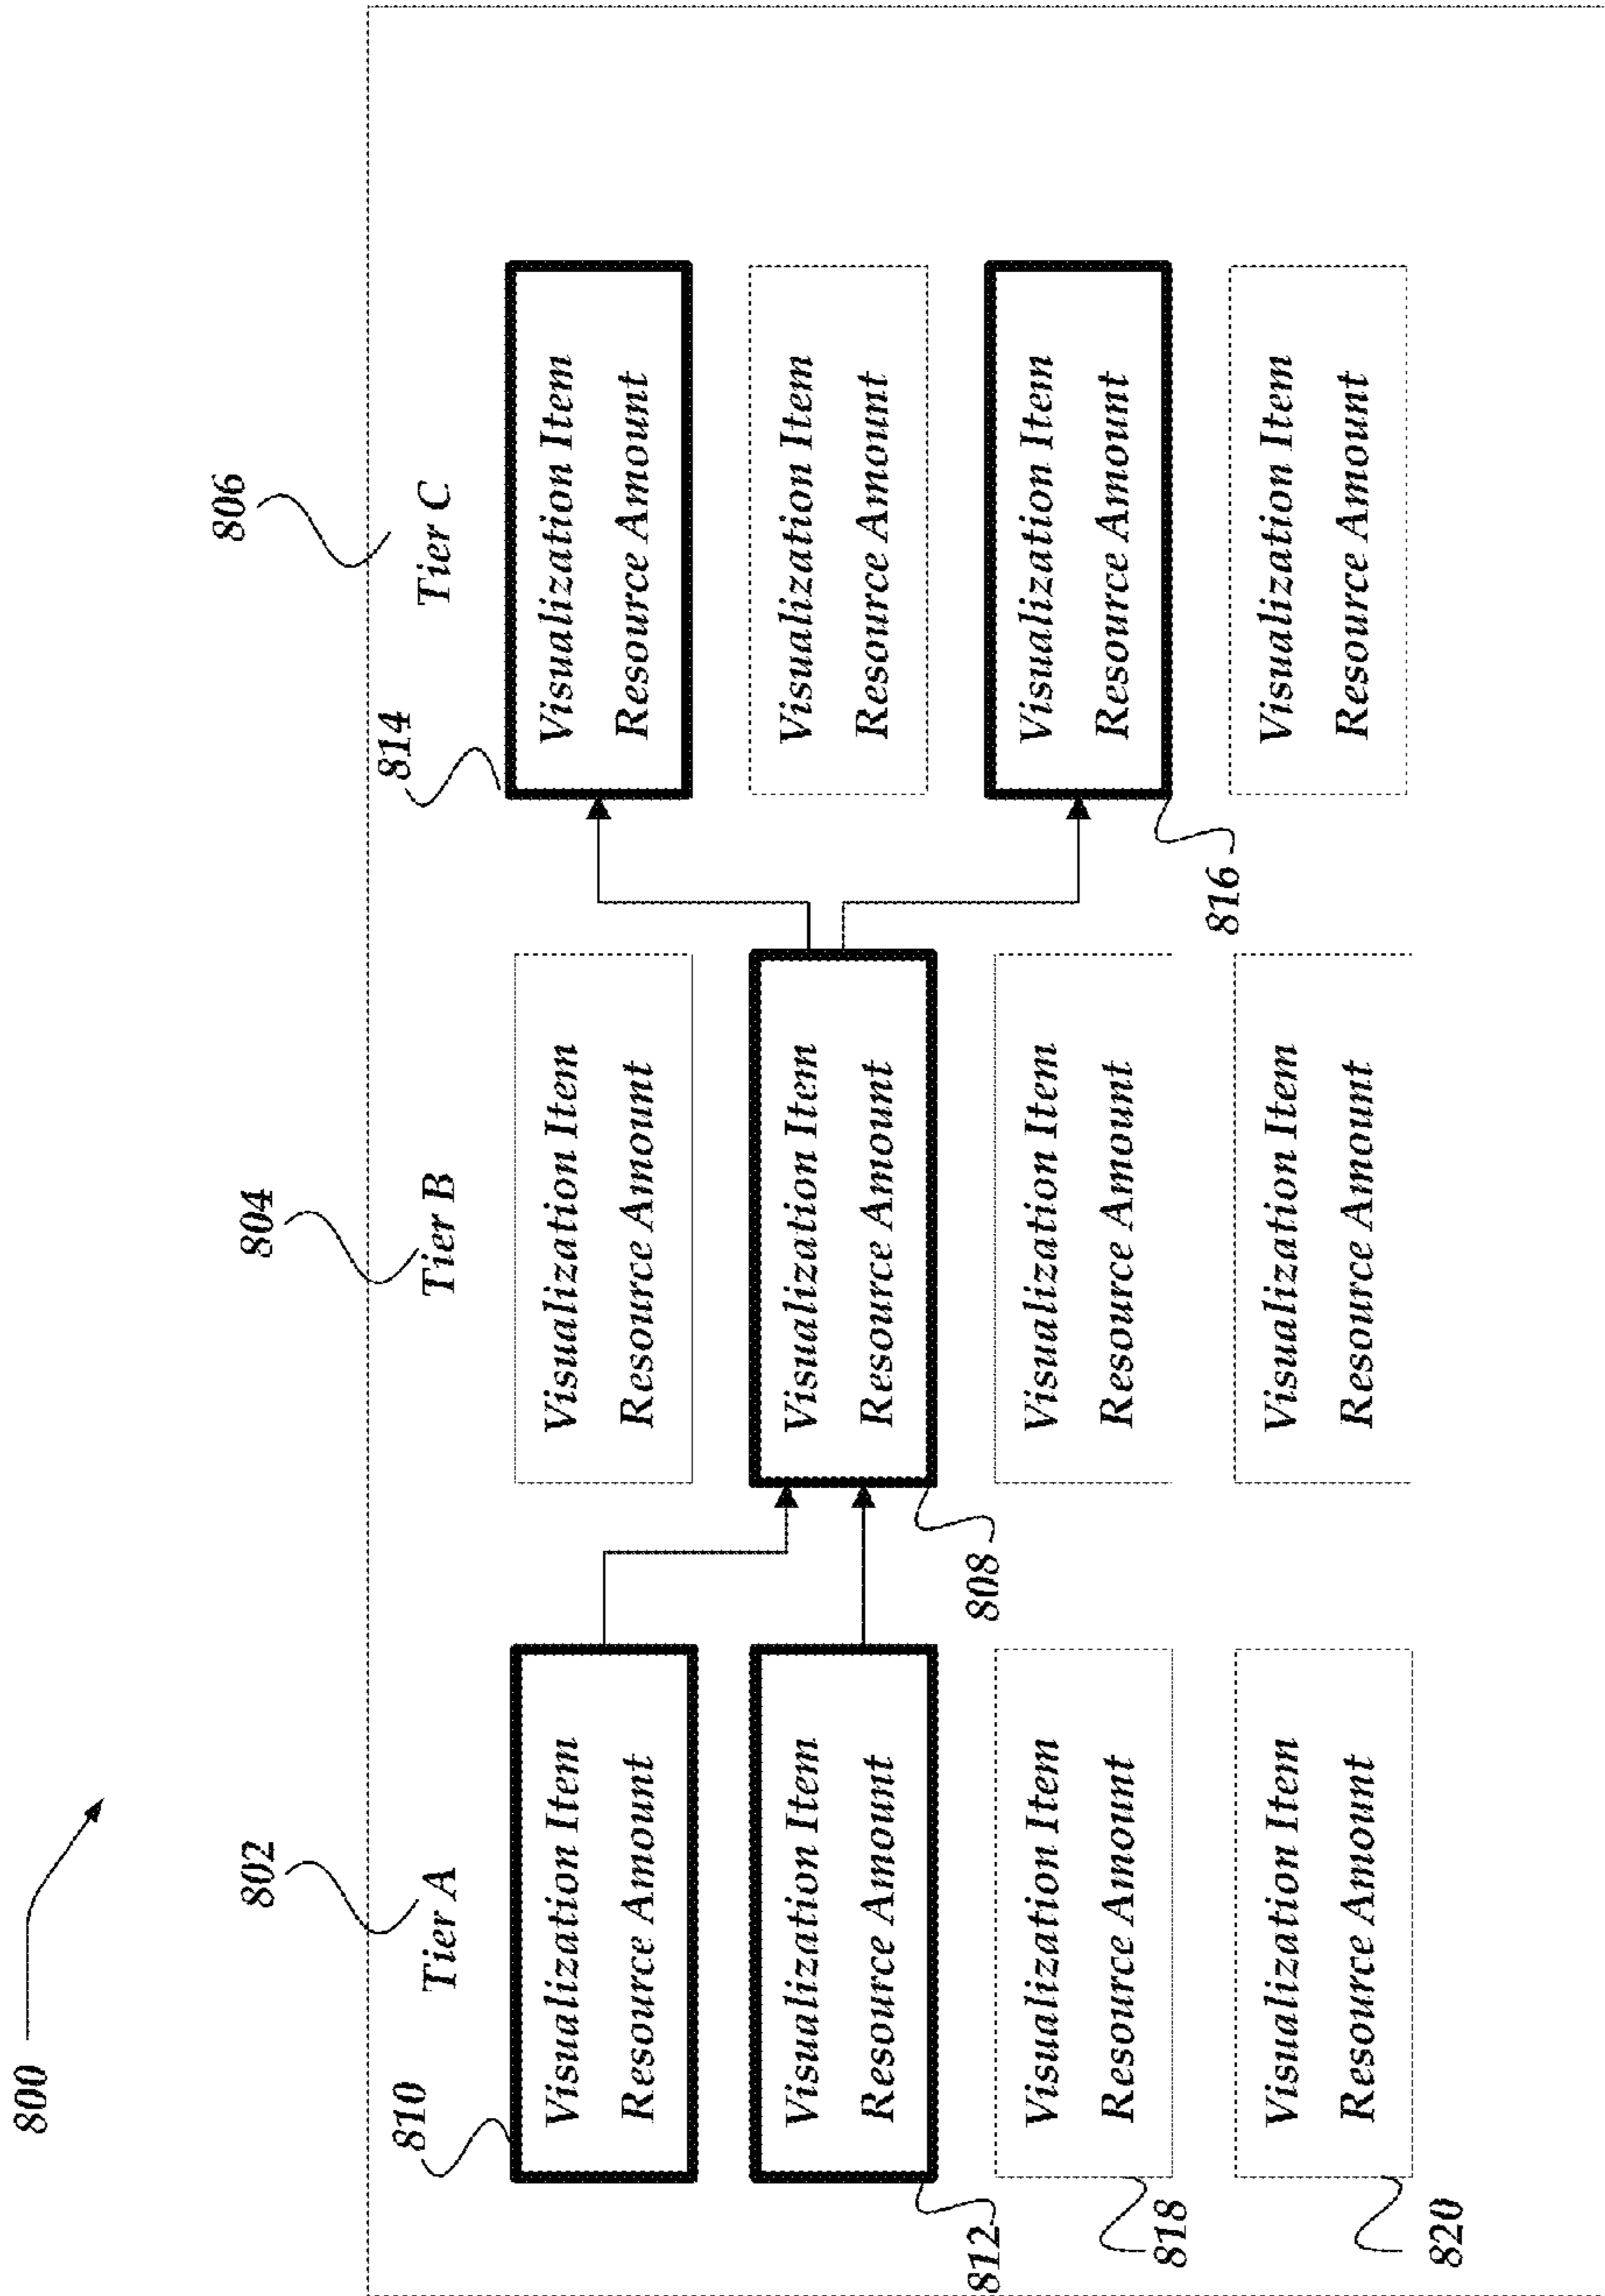 800
802
804
806
Tier A
Tier B
Tier C
810
Visualization Item
Resource Amount
Visualization Item
Resource Amount
814
Visualization Item
Resource Amount
812
Visualization Item
Resource Amount
808
Visualization Item
Resource Amount
Visualization Item
Resource Amount
818
Visualization Item
Resource Amount
Visualization Item
Resource Amount
816
Visualization Item
Resource Amount
820
Visualization Item
Resource Amount
Visualization Item
Resource Amount
Visualization Item
Resource Amount